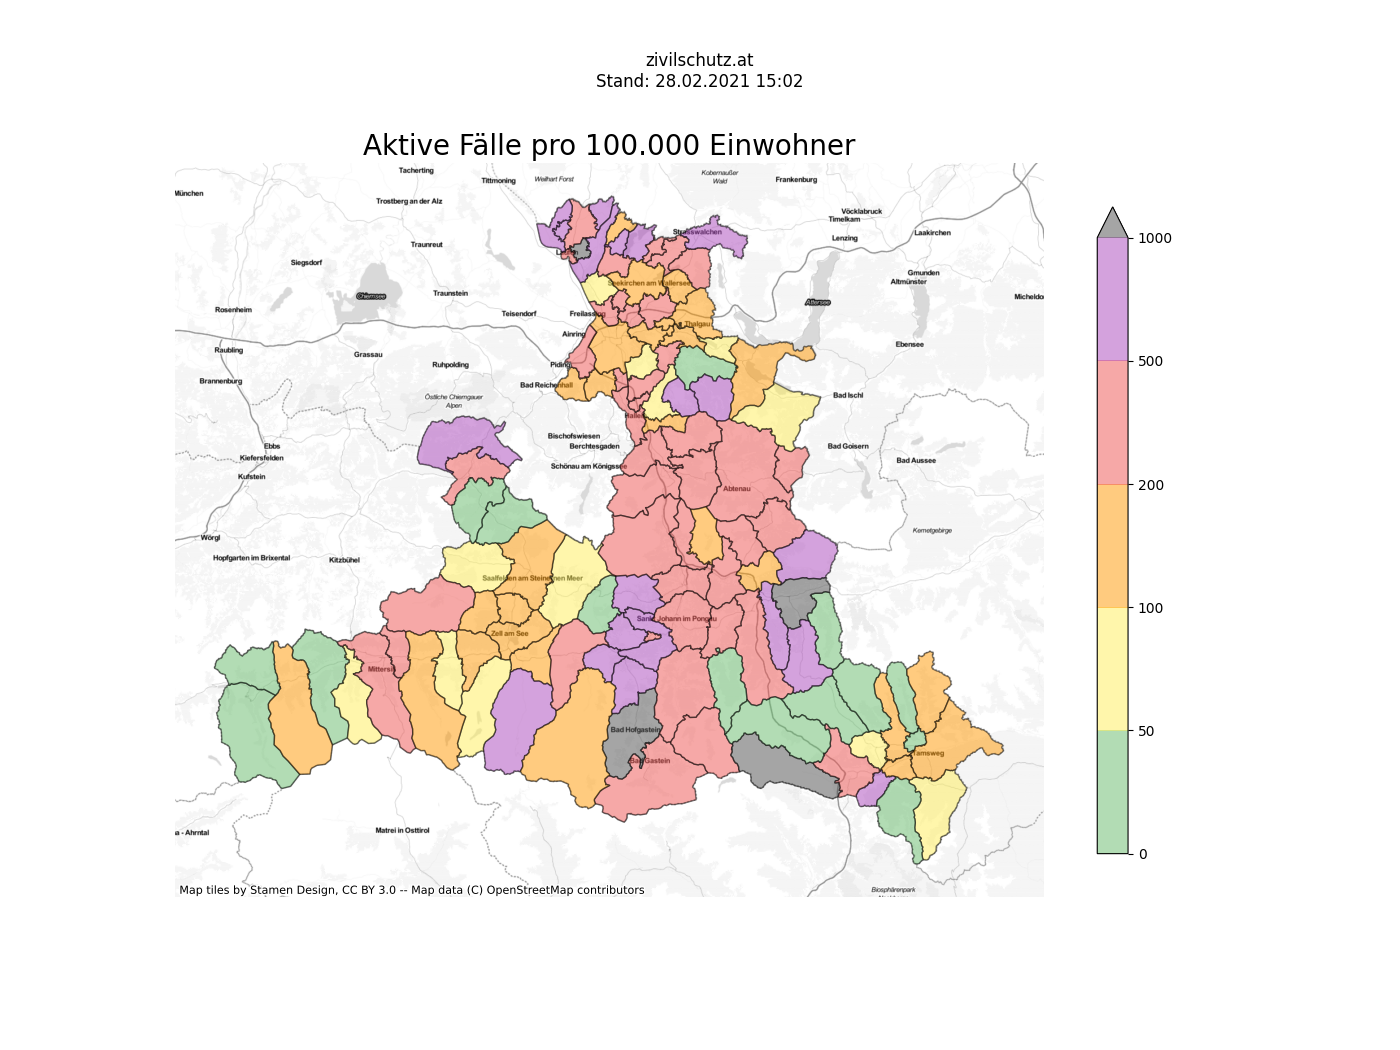 zivilschutz.at
Stand: 28.02.2021 15:02
Aktive Fälle pro 100.000 Einwohner
Tacherting
Tittmoning
Weilhart Forst
Kobernaußer
Wald
Frankenburg
München
Trostberg an der Alz
Vöcklabruck
Timelkam
Laakirchen
Strasswalchen
Lenzing
Traunreut
Siegsdorf
Gmunden
Altmünster
Seekirchen am Wallersee
Chiemsee
Traunstein
Attersee
Rosenheim
Teisendorf
Freilassing
Thalgau
Ainring
Ebensee
Raubling
Grassau
Ruhpolding
Piding
Brannenburg
Bad Reichenhall
Östliche Chiemgauer
Alpen
Bad Ischl
Bischofswiesen
Berchtesgaden
Bad Goisern
Ebbs
Kiefersfelden
Schönau am Königssee
Bad Aussee
Kufstein
Abtenau
Kemetgebirge
Wörgl
Hopfgarten im Brixental
Kitzbühel
Saalfelden am Steinernen Meer
Sankt Johann im Pongau
Zell am See
Mittersill
Bad Hofgastein
Tamsweg
Bad Gastein
Matrei in Osttirol
a - Ahrntal
Biosphärenpark
Map tiles by Stamen Design, CC BY 3.0 -- Map data (C) OpenStreetMap contributors
1000
500
200
100
50
0